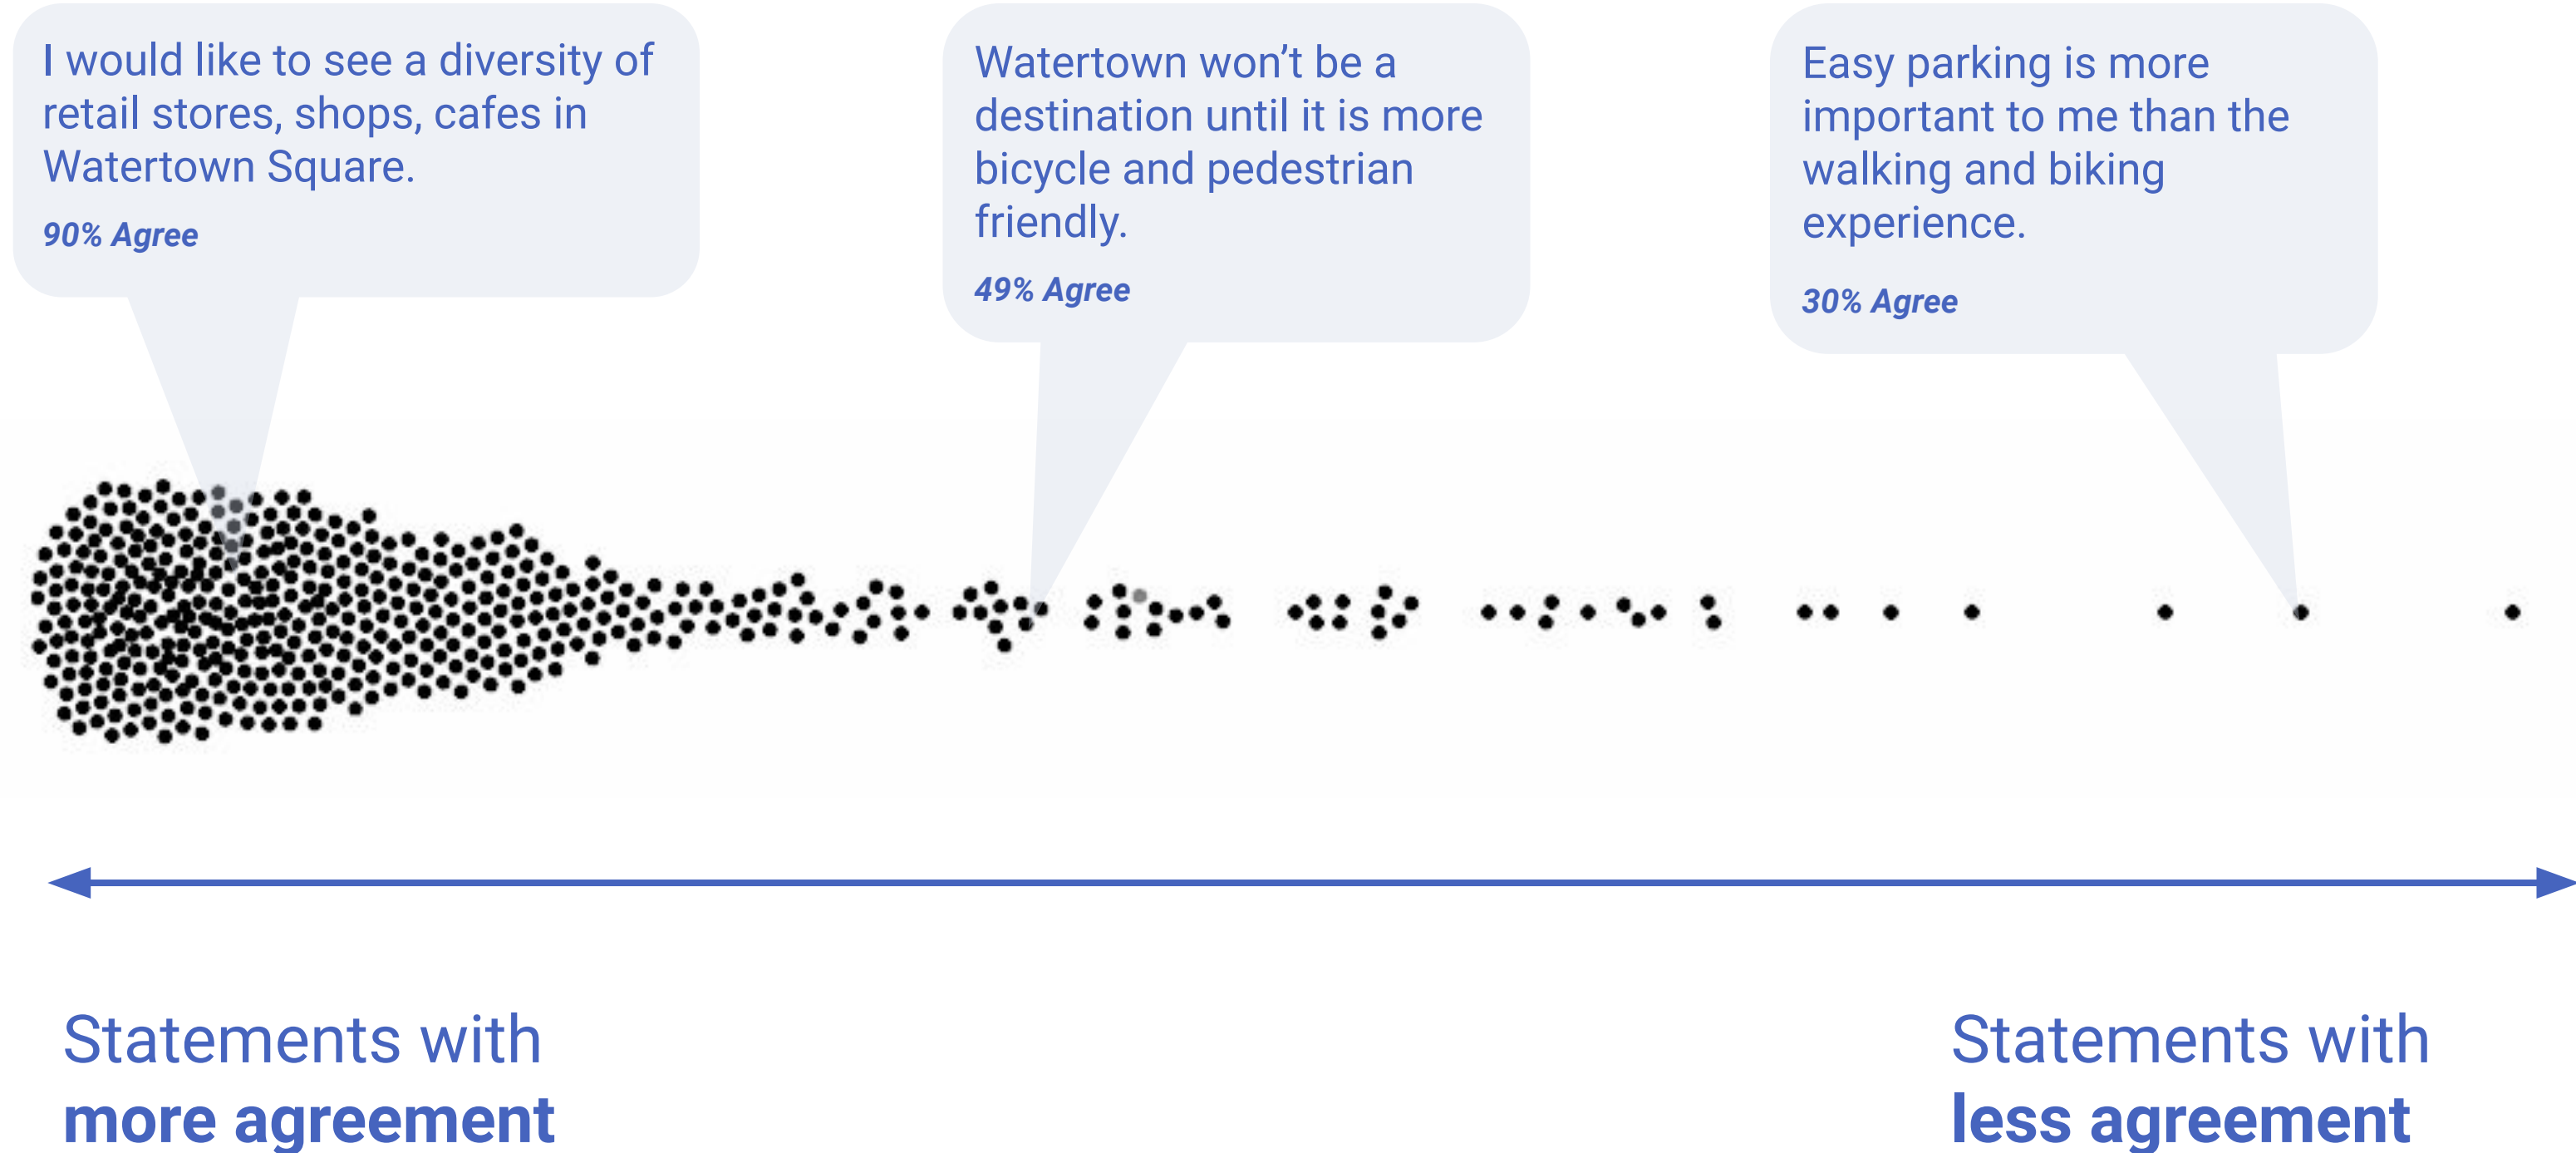 I would like to see a diversity of
retail stores, shops, cafes in
Watertown Square.
90% Agree
Watertown won’t be a
destination until it is more
bicycle and pedestrian
friendly.
49% Agree
Easy parking is more
important to me than the
walking and biking
experience.
30% Agree
Statements with
more agreement
Statements with
less agreement